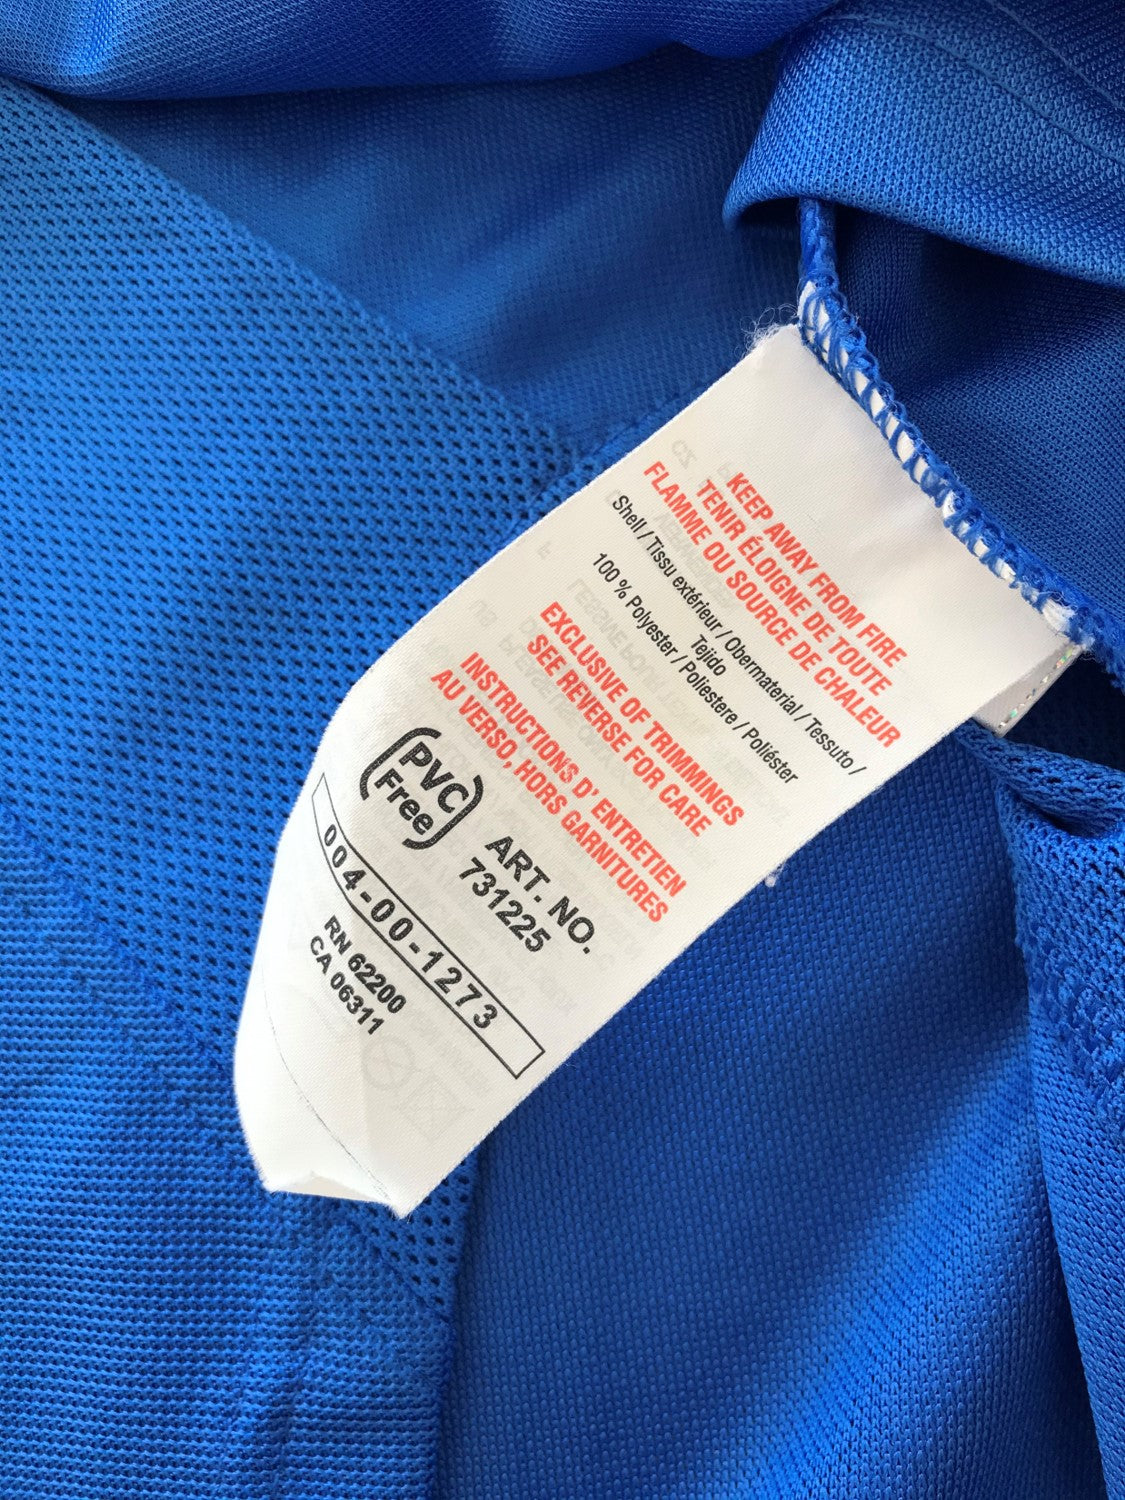 KEEP AWAY FROM FIRE
TENIR ÉLOIGNE DE TOUTE
FLAMME OU SOURCE DE CHALEUR
Shell / Tissu extérieur / Obermaterial / Tessuto /
Tejido
100 % Polyester / Poliestere / Poliéster
EXCLUSIVE OF TRIMMINGS
SEE REVERSE FOR CARE
INSTRUCTIONS D' ENTRETIEN
AU VERSO, HORS GARNITURES
PVC
Free
ART. NO.
731225
004-00-1273
RN 62200
CA 06311